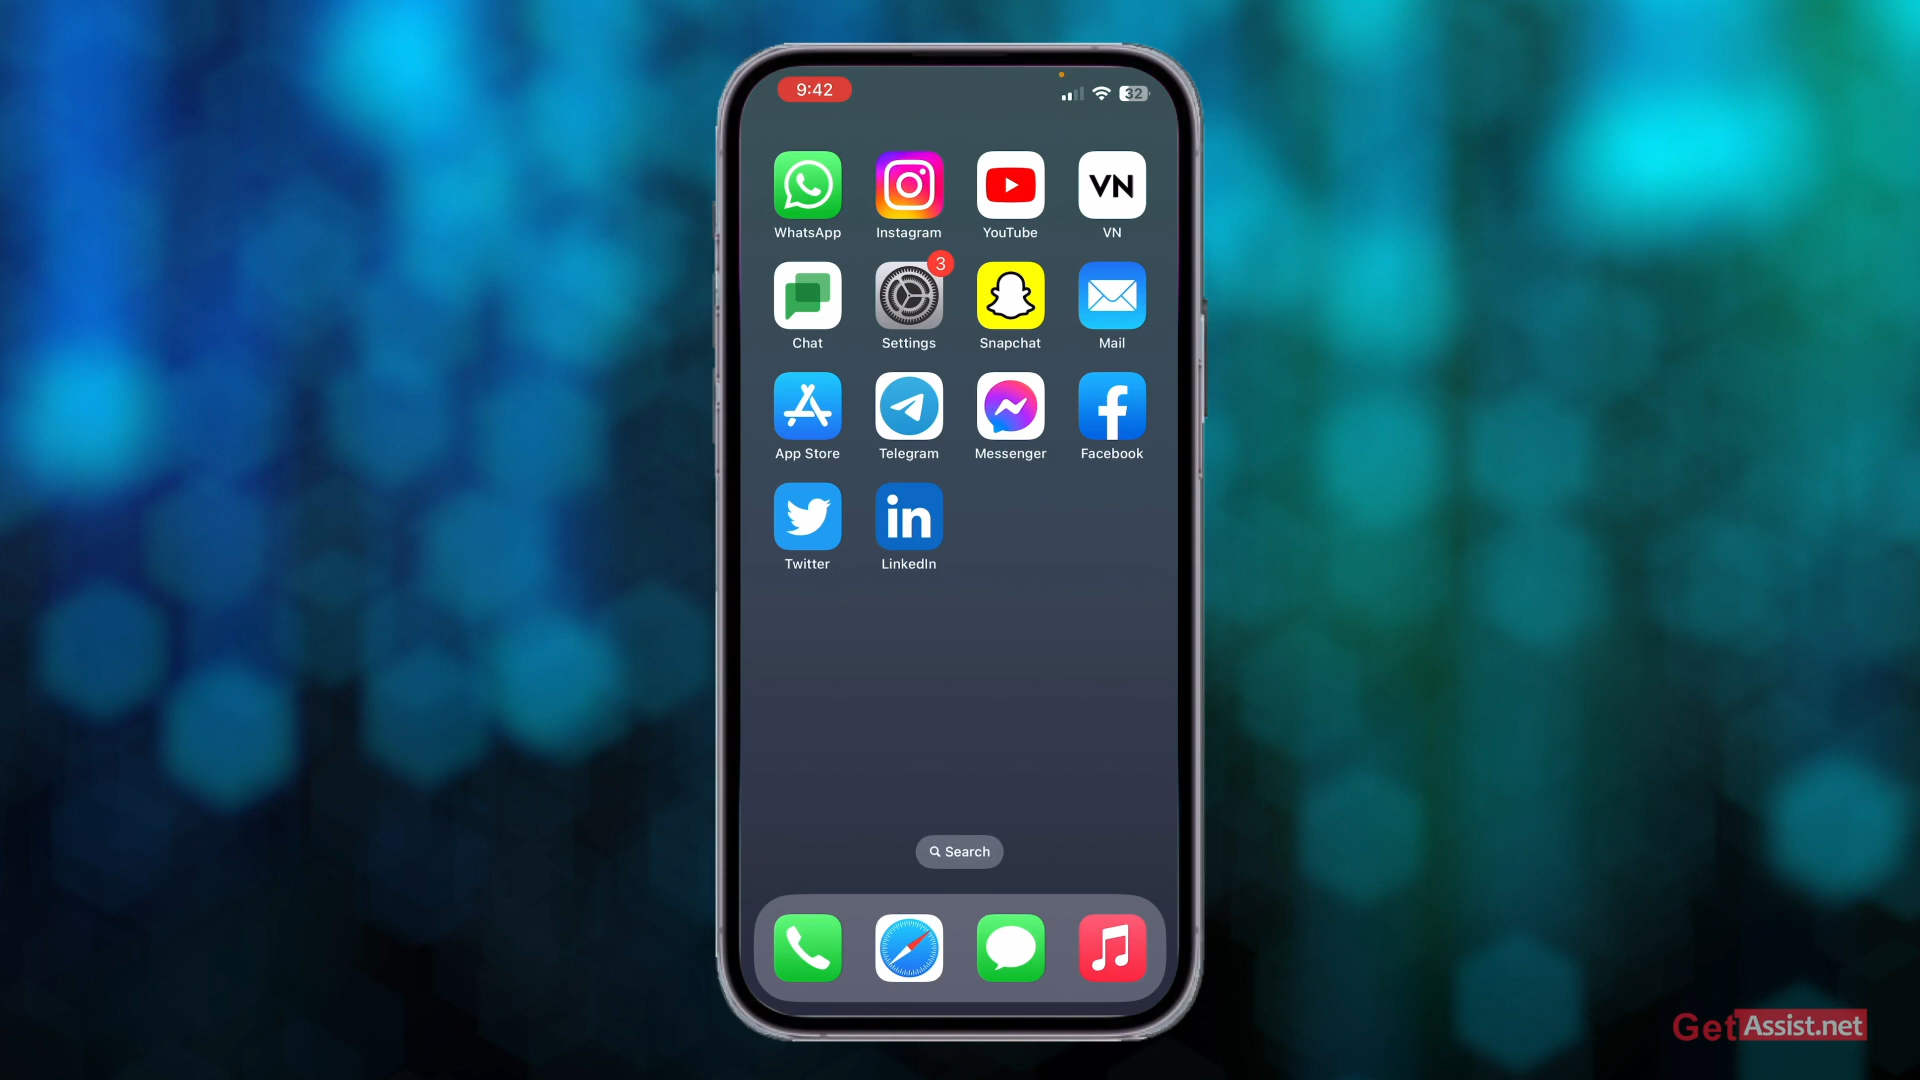 9:42
32
WhatsApp
Instagram
YouTube
VN
VN
Chat
3
Settings
Snapchat
Mail
App Store
Telegram
Messenger
Facebook
Twitter
in
LinkedIn
Search
GetAssist.net